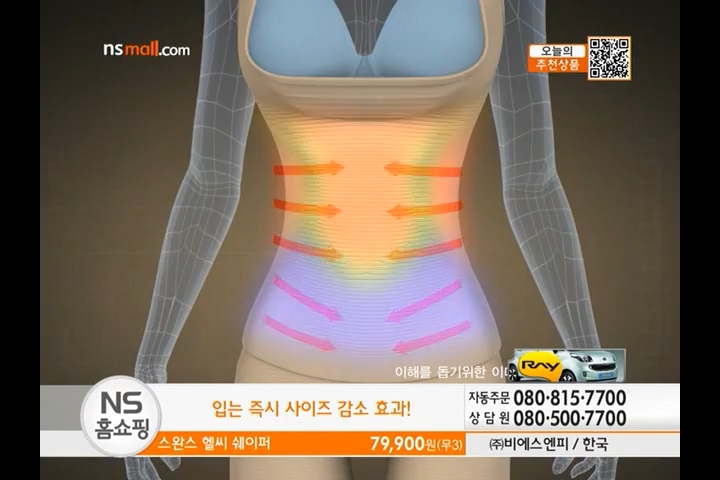 nsmall.com
오늘의
추천상품
이해를 돕기위한 이
RAY
NS
홈쇼핑
입는 즉시 사이즈 감소 효과!
자동주문 080·815·7700
상 담 원 080·500·7700
스완스 헬씨 쉐이퍼 79,900원(무3)
㈜비에스엔피 / 한국